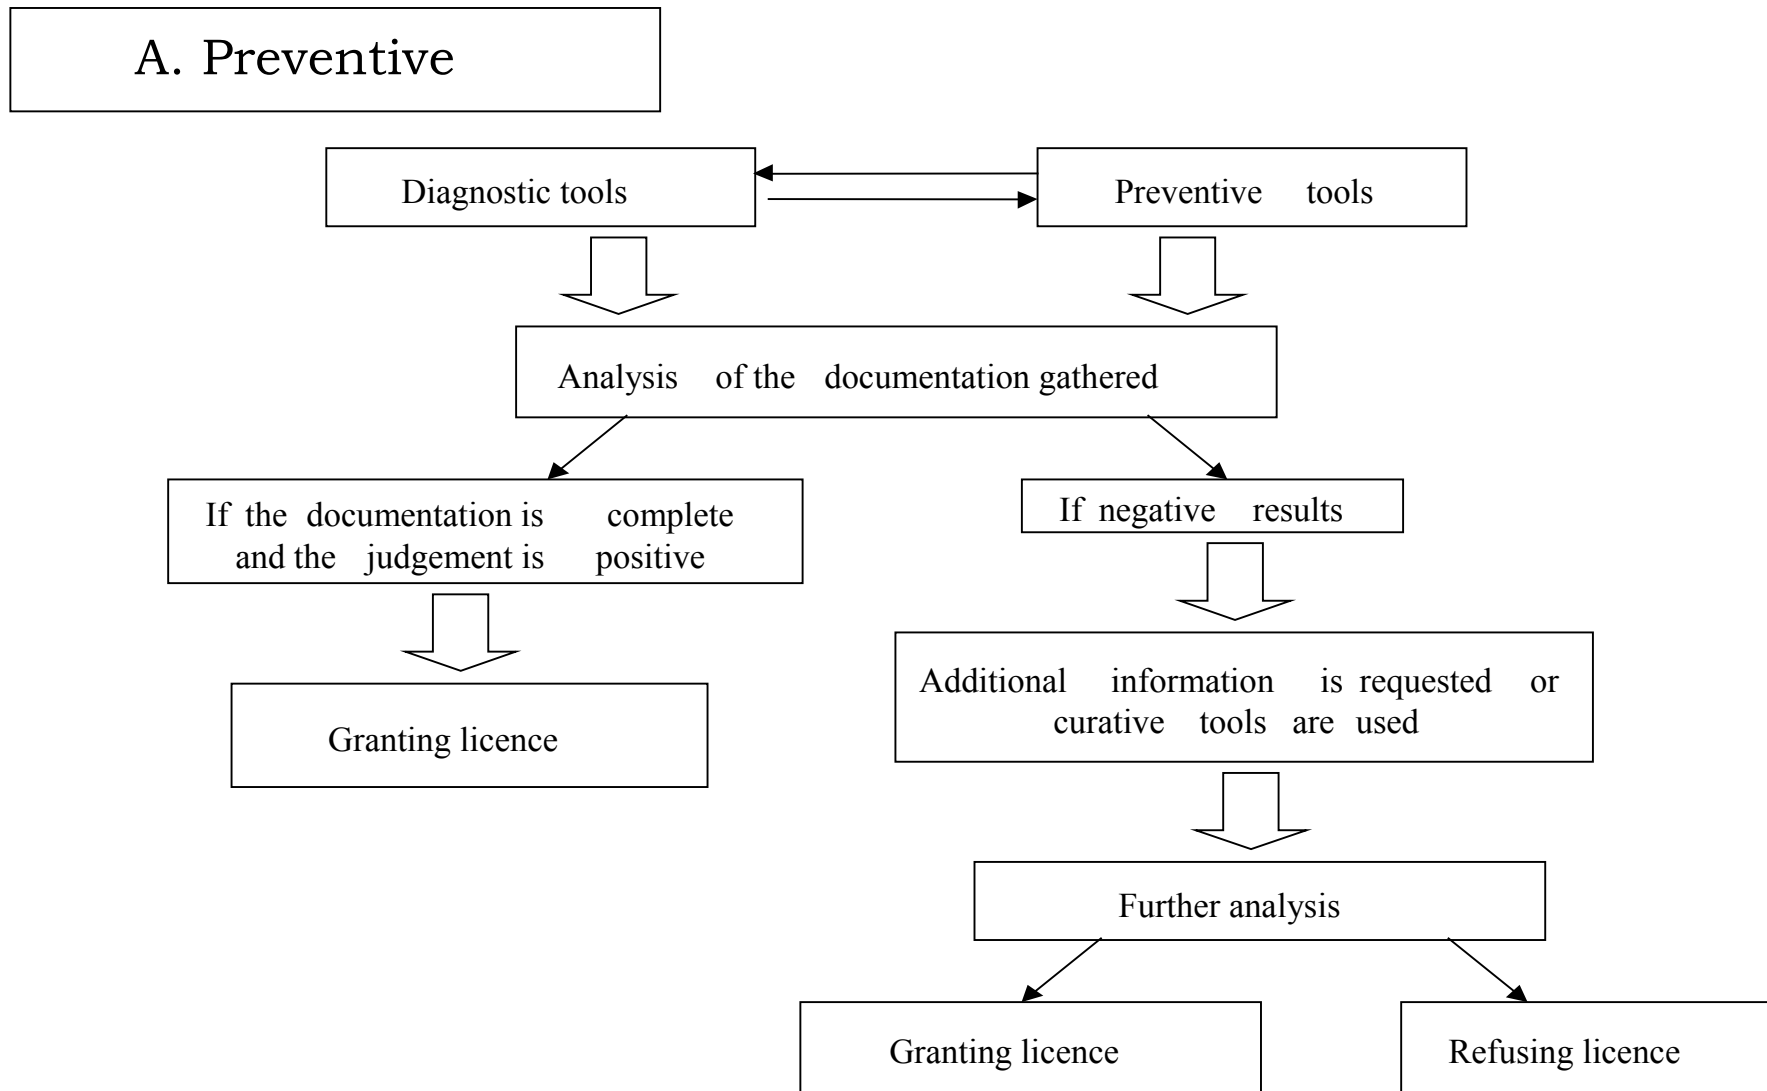 A. Preventive
Diagnostic tools
Preventive tools
Analysis of the documentation gathered
If the documentation is complete
and the judgement is positive
If negative results
Granting licence
Additional information is requested or
curative tools are used
Further analysis
Granting licence
Refusing licence